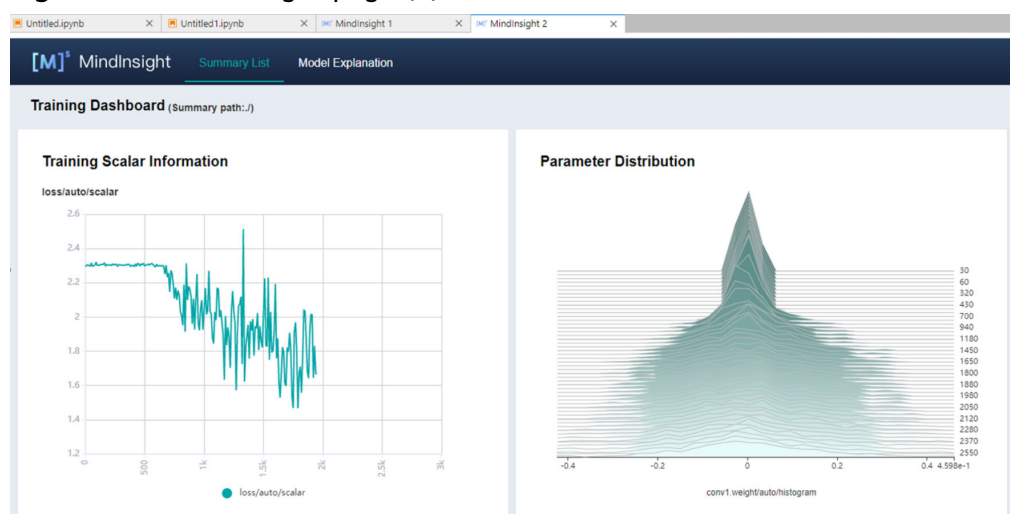 Untitled.ipynb × Untitled1.ipynb × MindInsight 1 × MindInsight 2 ×
[M]s MindInsight Summary List Model Explanation
Training Dashboard (Summary path:./)
Training Scalar Information
loss/auto/scalar
2.6
2.4
2.2
2
1.8
1.6
1.4
1.2
0 500 1k 1.5k 2k 2.5k 3k
loss/auto/scalar
Parameter Distribution
30
60
320
430
700
940
1180
1450
1650
1800
1880
1980
2050
2120
2280
2370
2550
-0.4 -0.2 0 0.2 0.4 4.598e-1
conv1.weight/auto/histogram